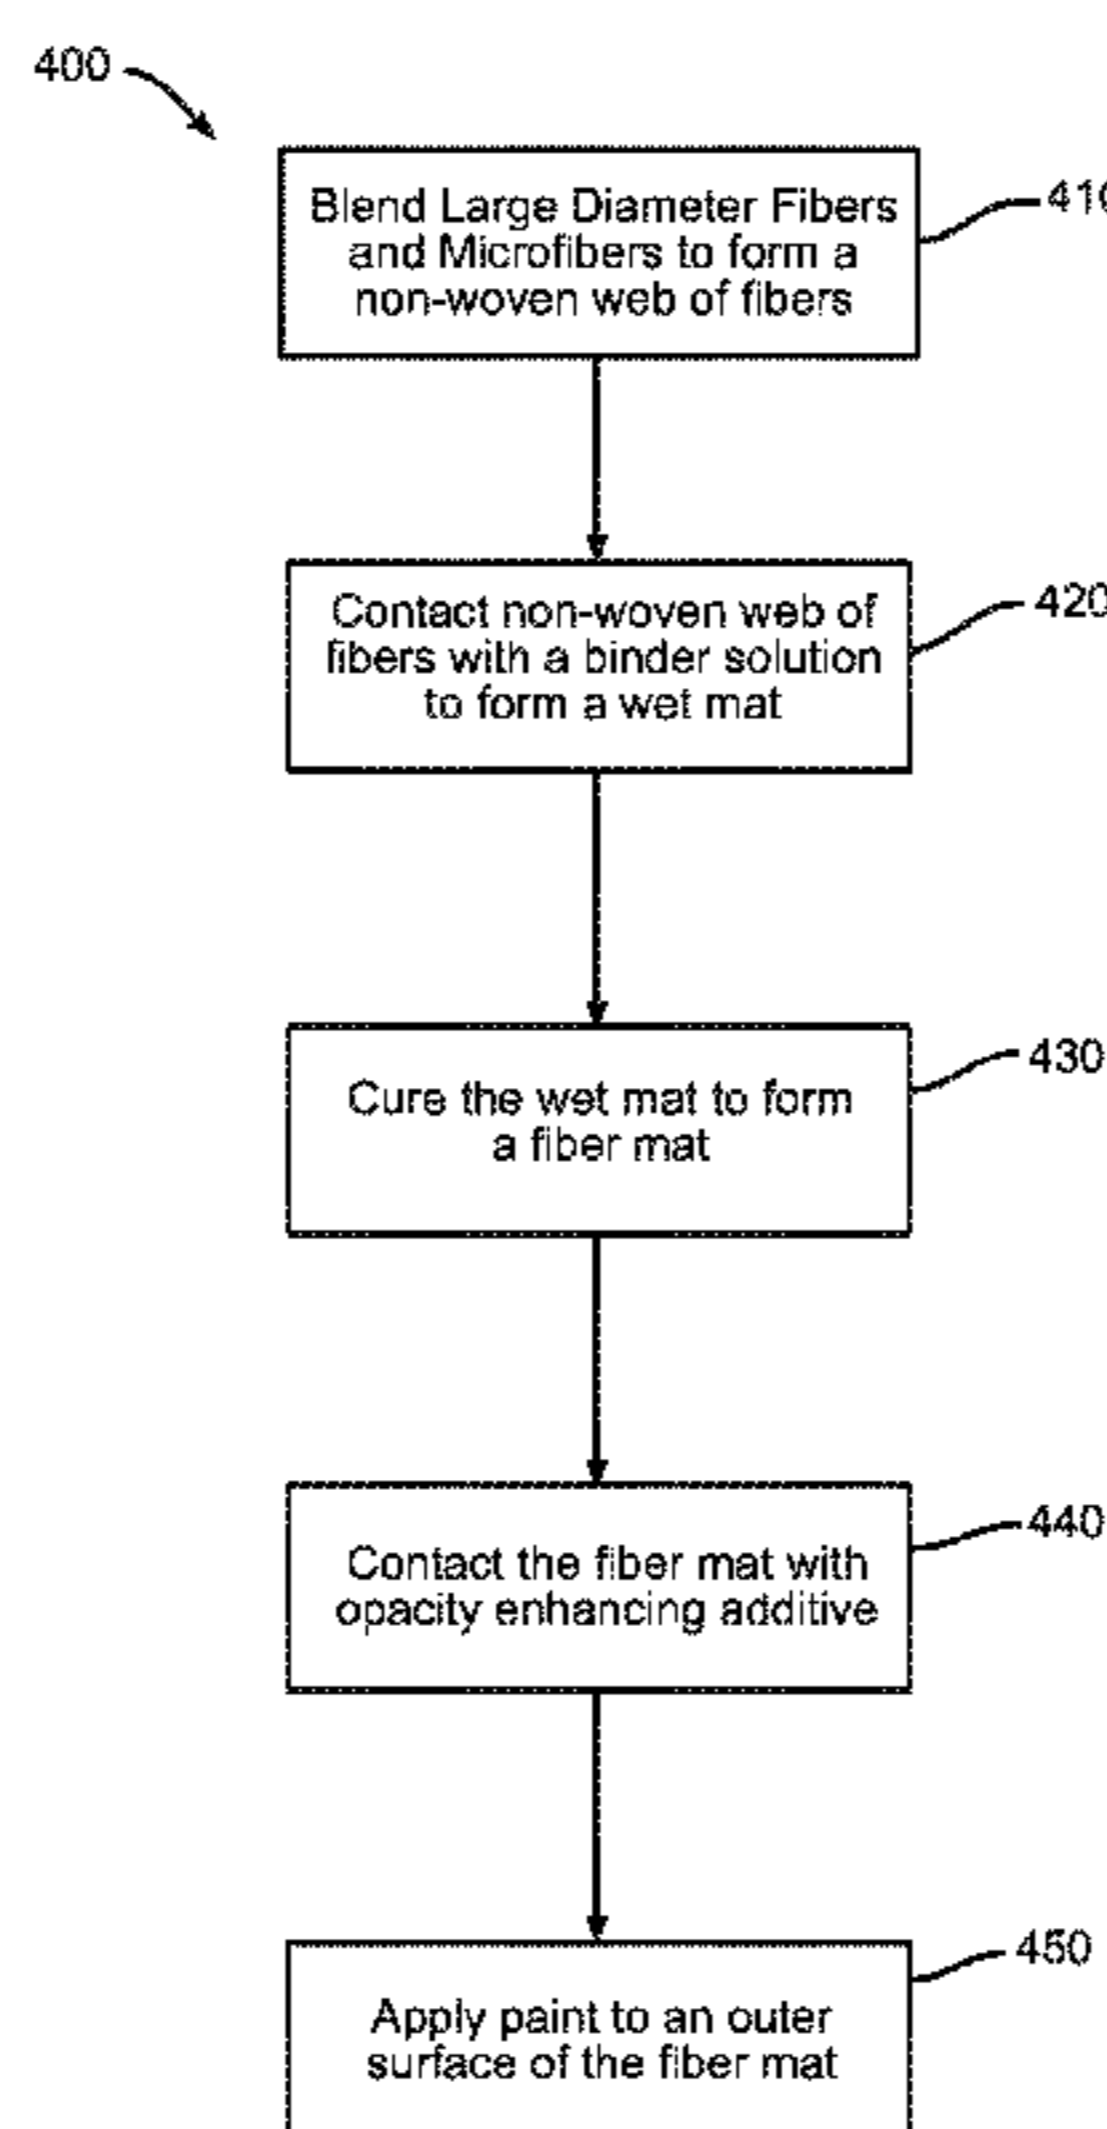 400
Blend Large Diameter Fibers
and Microfibers to form a
non-woven web of fibers
410
Contact non-woven web of
fibers with a binder solution
to form a wet mat
420
Cure the wet mat to form
a fiber mat
430
Contact the fiber mat with
opacity enhancing additive
440
Apply paint to an outer
surface of the fiber mat
450